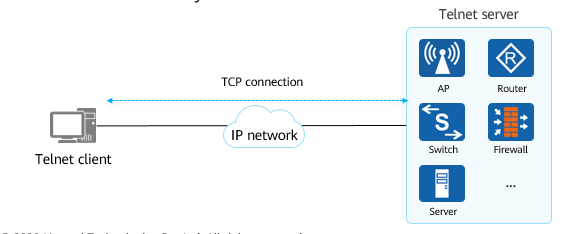 Telnet server
AP
Router
TCP connection
IP network
Telnet client
Switch
Firewall
Server
...
R
S